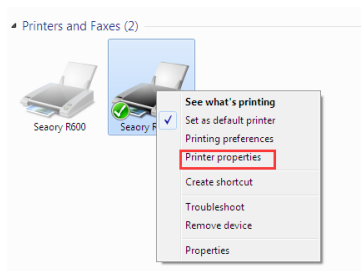 Printers and Faxes (2)
Seaory R600
Seaory R
See what's printing
Set as default printer
Printing preferences
Printer properties
Create shortcut
Troubleshoot
Remove device
Properties